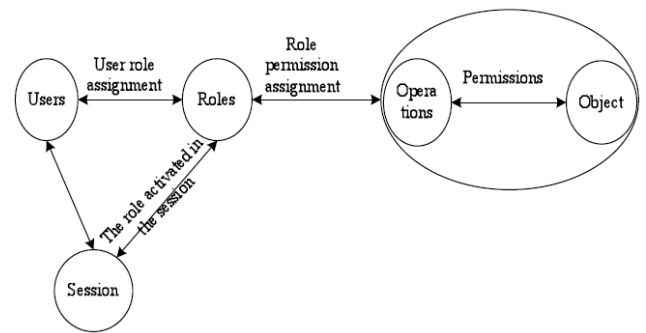 Users
User role
assignment
Roles
Role
permission
assignment
Opera
tions
Permissions
Object
The role activated in
the session
Session